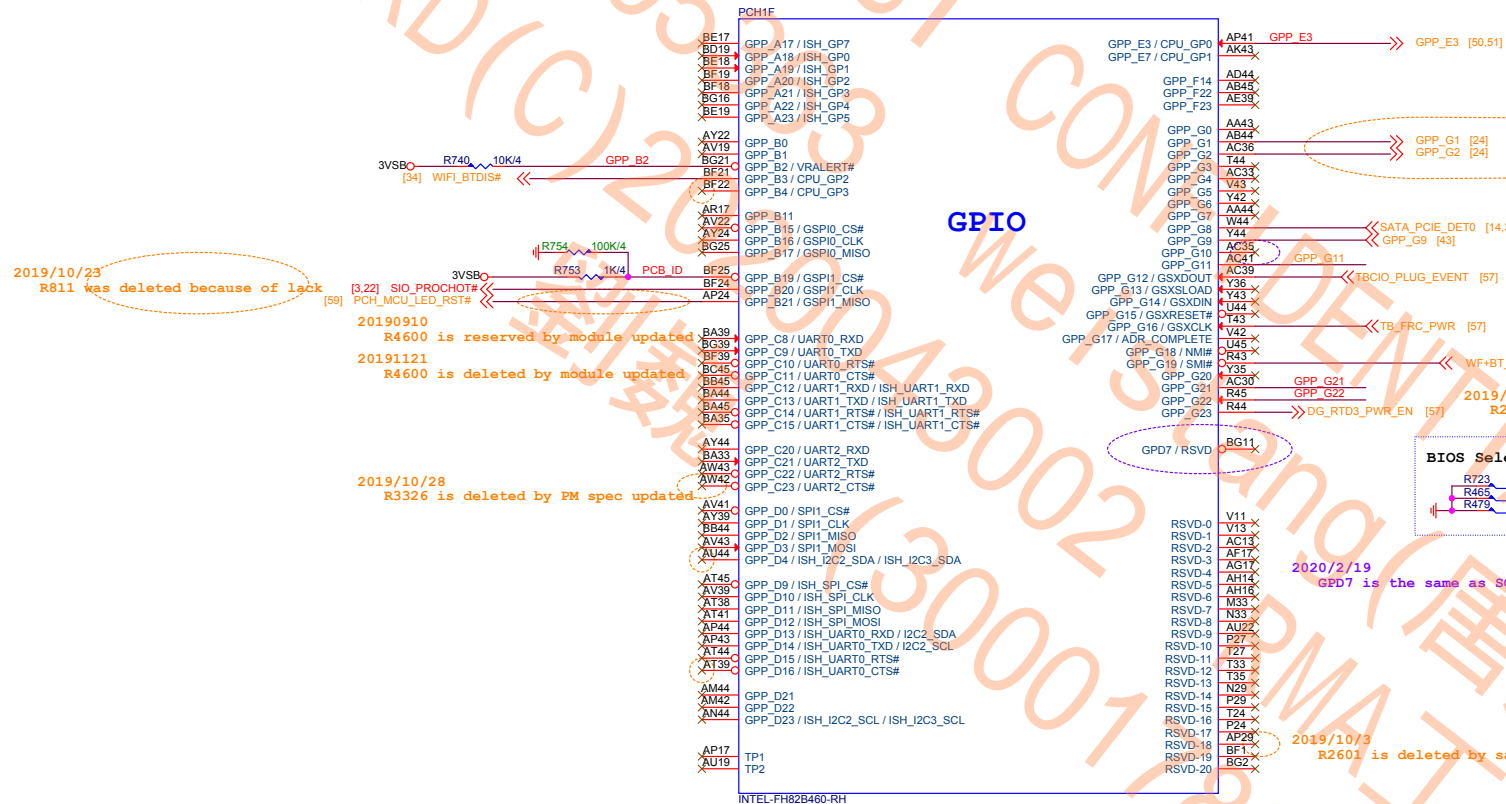 PCH1F
GPIO
BE17 GPP_A17 / ISH_GP7
BD19 GPP_A18 / ISH_GP0
BE18 GPP_A19 / ISH_GP1
BF19 GPP_A20 / ISH_GP2
BF18 GPP_A21 / ISH_GP3
BG16 GPP_A22 / ISH_GP4
BE19 GPP_A23 / ISH_GP5
AY22 GPP_B0
AV19 GPP_B1
3VSB R740 10K/4 GPP_B2 BG21 GPP_B2 / VRALERT#
[34] WIFI_BTDIS# BF21 GPP_B3 / CPU_GP2
BF22 GPP_B4 / CPU_GP3
AR17 GPP_B11
AV22 GPP_B15 / GSPI0_CS#
AY24 GPP_B16 / GSPI0_CLK
BG25 GPP_B17 / GSPI0_MISO
R754 100K/4
3VSB R753 1K/4 PCB_ID BF25 GPP_B19 / GSPI1_CS#
[3,22] SIO_PROCHOT# BF24 GPP_B20 / GSPI1_CLK
[59] PCH_MCU_LED_RST# AP24 GPP_B21 / GSPI1_MISO
2019/10/23
R811 was deleted because of lack
20190910
R4600 is reserved by module updated
20191121
R4600 is deleted by module updated
BA39 GPP_C8 / UART0_RXD
BG39 GPP_C9 / UART0_TXD
BF39 GPP_C10 / UART0_RTS#
BC45 GPP_C11 / UART0_CTS#
BB45 GPP_C12 / UART1_RXD / ISH_UART1_RXD
BA44 GPP_C13 / UART1_TXD / ISH_UART1_TXD
BA45 GPP_C14 / UART1_RTS# / ISH_UART1_RTS#
BA35 GPP_C15 / UART1_CTS# / ISH_UART1_CTS#
AY44 GPP_C20 / UART2_RXD
BA33 GPP_C21 / UART2_TXD
AW43 GPP_C22 / UART2_RTS#
AW42 GPP_C23 / UART2_CTS#
2019/10/28
R3326 is deleted by PM spec updated
AV41 GPP_D0 / SPI1_CS#
AY39 GPP_D1 / SPI1_CLK
BB44 GPP_D2 / SPI1_MISO
AV43 GPP_D3 / SPI1_MOSI
AU44 GPP_D4 / ISH_I2C2_SDA / ISH_I2C3_SDA
AT45 GPP_D9 / ISH_SPI_CS#
AV39 GPP_D10 / ISH_SPI_CLK
AT38 GPP_D11 / ISH_SPI_MISO
AT41 GPP_D12 / ISH_SPI_MOSI
AP44 GPP_D13 / ISH_UART0_RXD / I2C2_SDA
AP43 GPP_D14 / ISH_UART0_TXD / I2C2_SCL
AT44 GPP_D15 / ISH_UART0_RTS#
AT39 GPP_D16 / ISH_UART0_CTS#
AM44 GPP_D21
AM42 GPP_D22
AN44 GPP_D23 / ISH_I2C2_SCL / ISH_I2C3_SCL
AP17 TP1
AU19 TP2
INTEL-FH82B460-RH
GPP_E3 / CPU_GP0 AP41 GPP_E3 GPP_E3 [50,51]
GPP_E7 / CPU_GP1 AK43
GPP_F14 AD44
GPP_F22 AB45
GPP_F23 AE39
GPP_G0 AA43
GPP_G1 AB44 GPP_G1 [24]
GPP_G2 AC36 GPP_G2 [24]
GPP_G3 T44
GPP_G4 AC33
GPP_G5 V43
GPP_G6 Y42
GPP_G7 AA44
GPP_G8 W44 SATA_PCIE_DET0
GPP_G9 Y44 GPP_G9 [43]
GPP_G10 AC35
GPP_G11 AC41 GPP_G11
GPP_G12 / GSXDOUT AC39 TBCIO_PLUG_EVENT [57]
GPP_G13 / GSXSLOAD Y36
GPP_G14 / GSXDIN Y43
GPP_G15 / GSXRESET# U44
GPP_G16 / GSXCLK T43 TB_FRC_PWR [57]
GPP_G17 / ADR_COMPLETE V42
GPP_G18 / NMI# U45
GPP_G19 / SMI# R43 WF+BT_
GPP_G20 Y35
GPP_G21 AC30 GPP_G21
GPP_G22 R45 GPP_G22
GPP_G23 R44 DG_RTD3_PWR_EN [57]
2019/
GPD7 / RSVD BG11
BIOS Sele
R723
R465
R479
RSVD-0 V11
RSVD-1 V13
RSVD-2 AC13
RSVD-3 AF17
RSVD-4 AG17
RSVD-5 AH14
RSVD-6 AH16
RSVD-7 M33
RSVD-8 N33
RSVD-9 AU22
RSVD-10 P27
RSVD-11 T27
RSVD-12 T33
RSVD-13 T35
RSVD-14 N29
RSVD-15 P29
RSVD-16 T24
RSVD-17 P24
RSVD-18 AP29
RSVD-19 BF1
RSVD-20 BG2
2020/2/19
GPD7 is the same as
2019/10/3
R2601 is deleted by